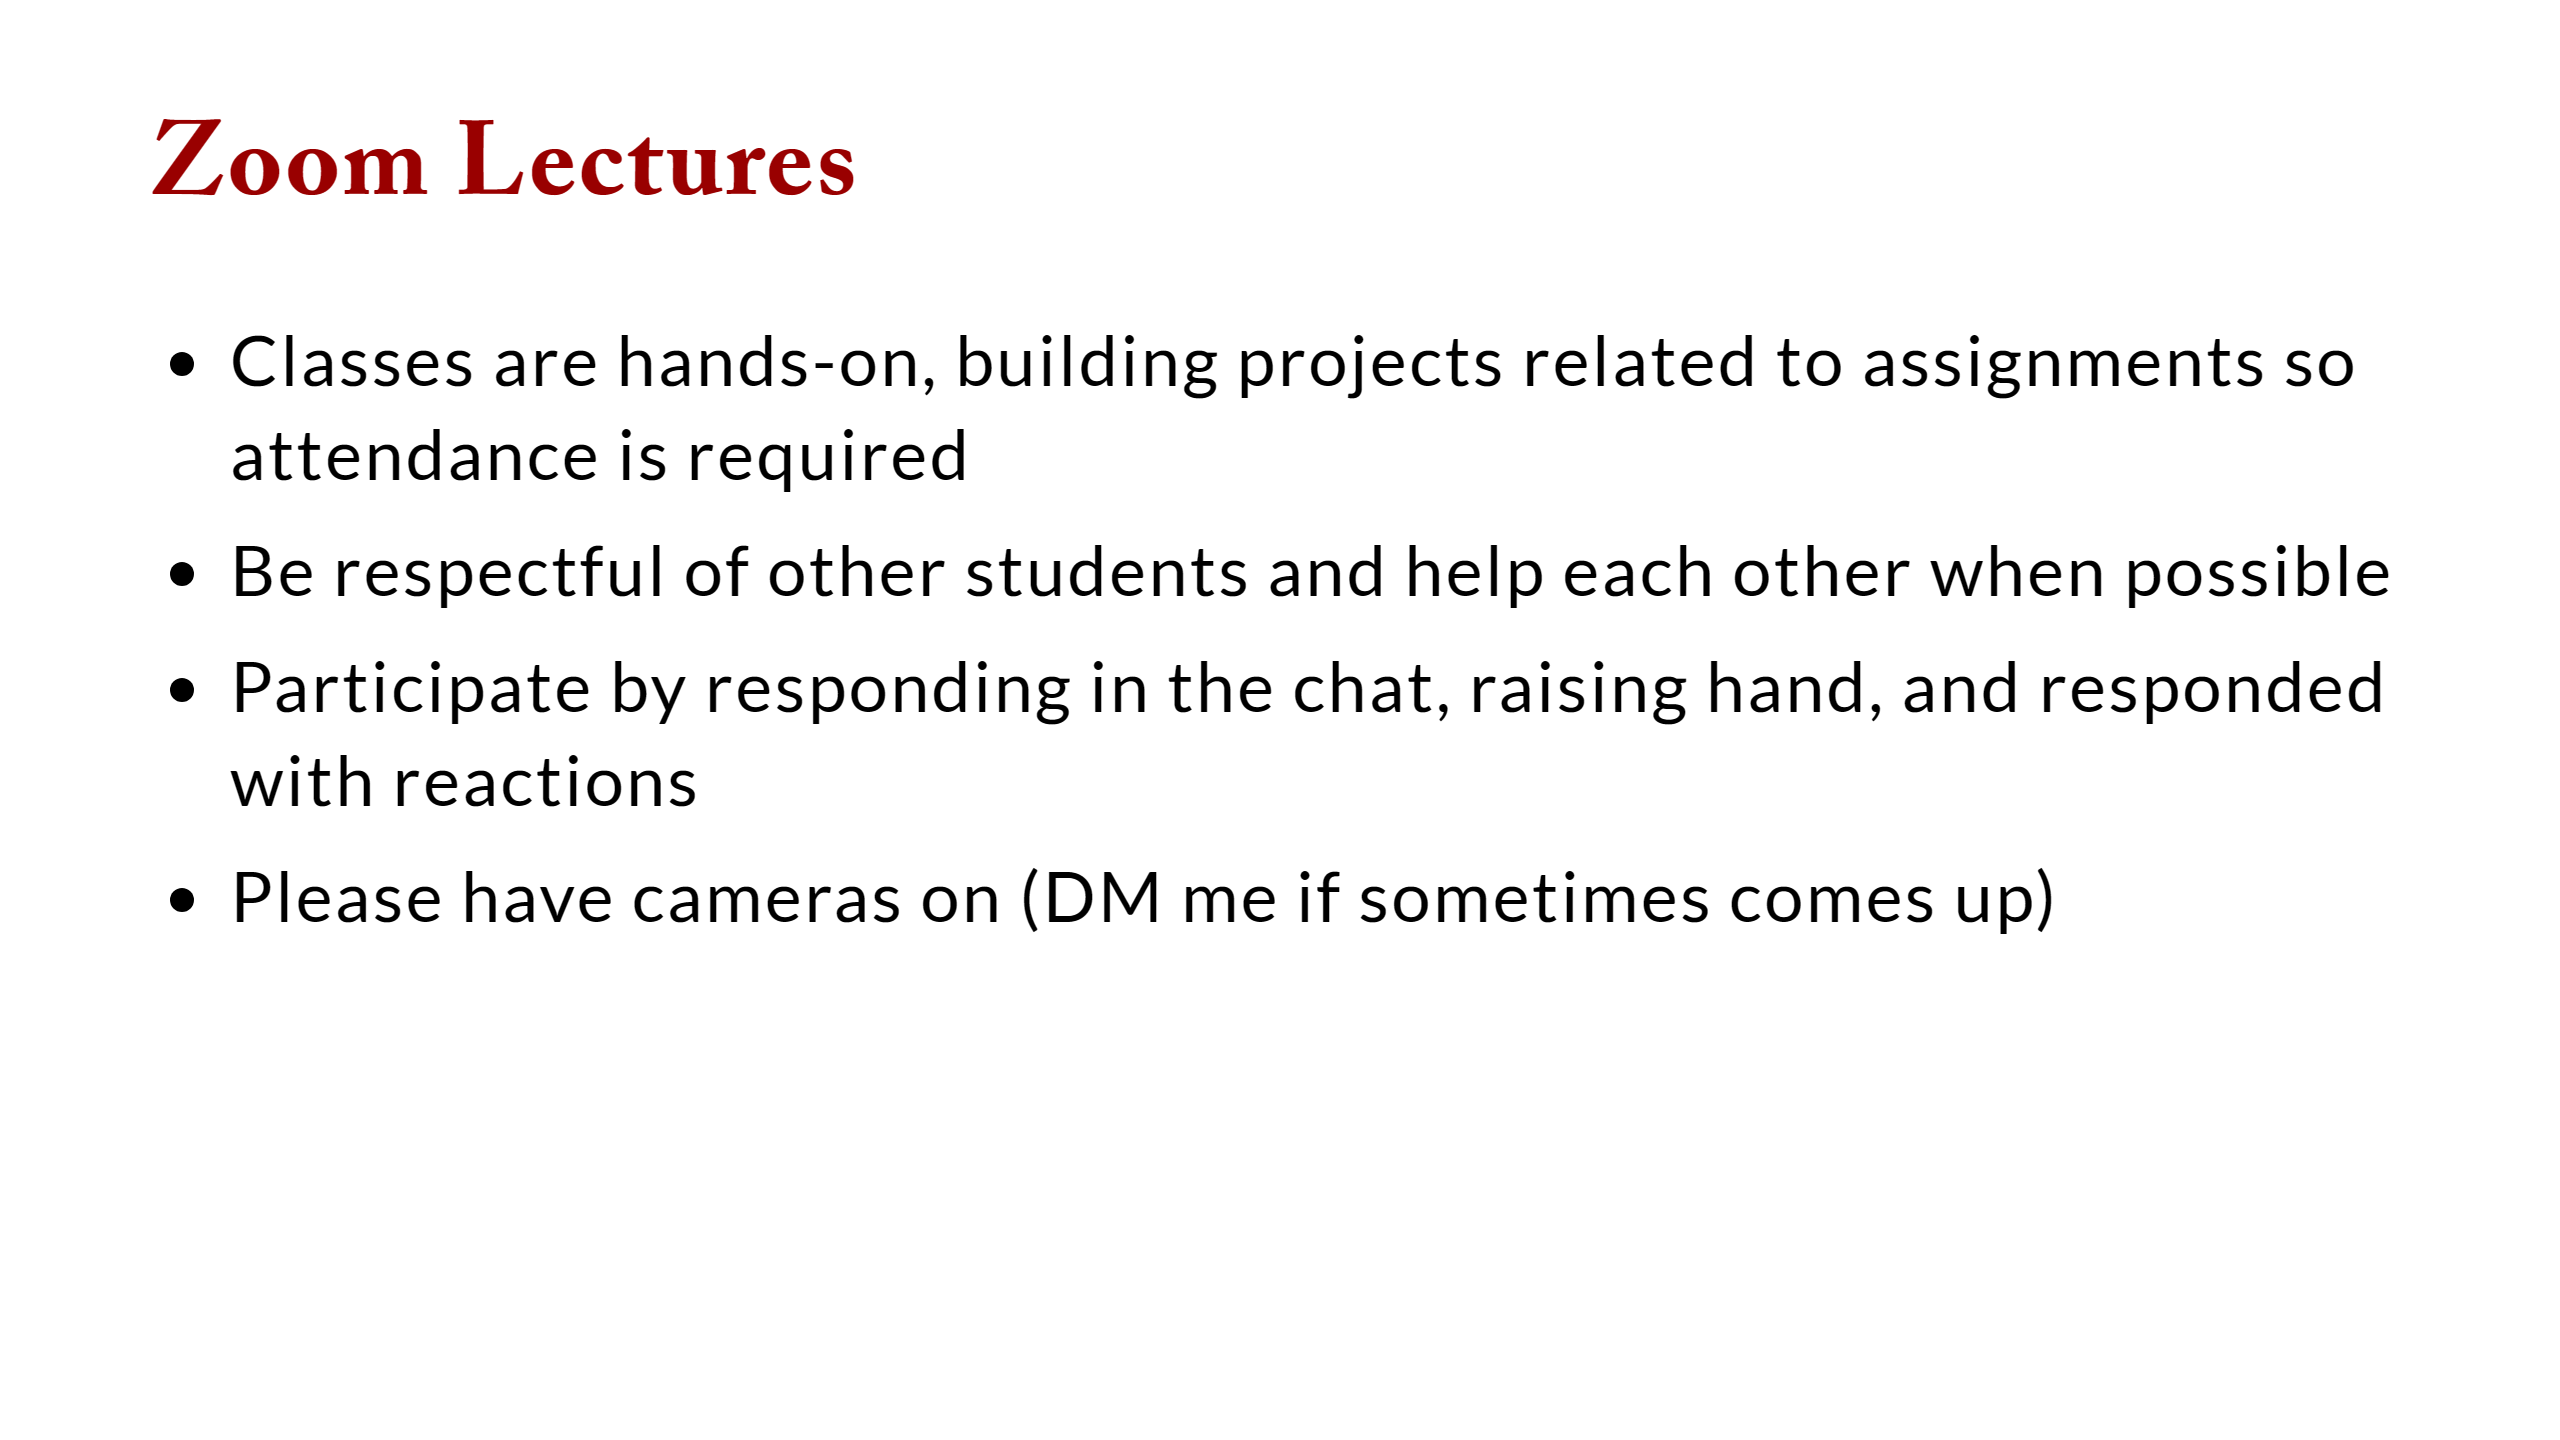 Zoom Lectures
• Classes are hands-on, building projects related to assignments so
attendance is required
• Be respectful of other students and help each other when possible
• Participate by responding in the chat, raising hand, and responded
with reactions
• Please have cameras on (DM me if sometimes comes up)